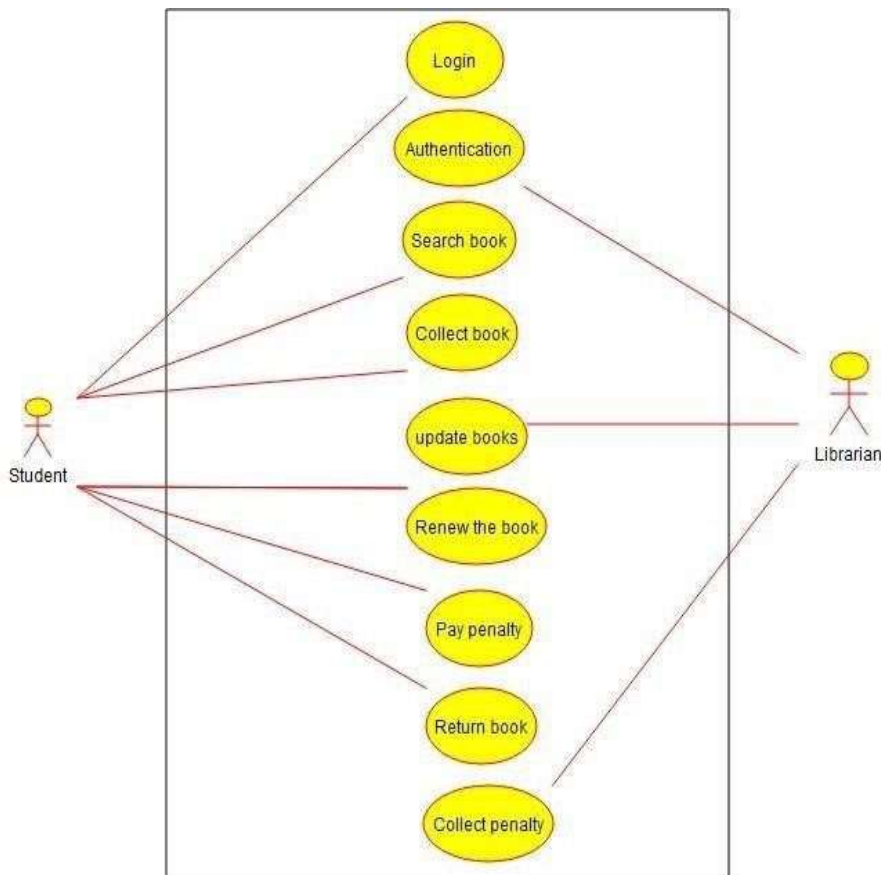 Login
Authentication
Search book
Collect book
update books
Student
Librarian
Renew the book
Pay penalty
Return book
Collect penalty